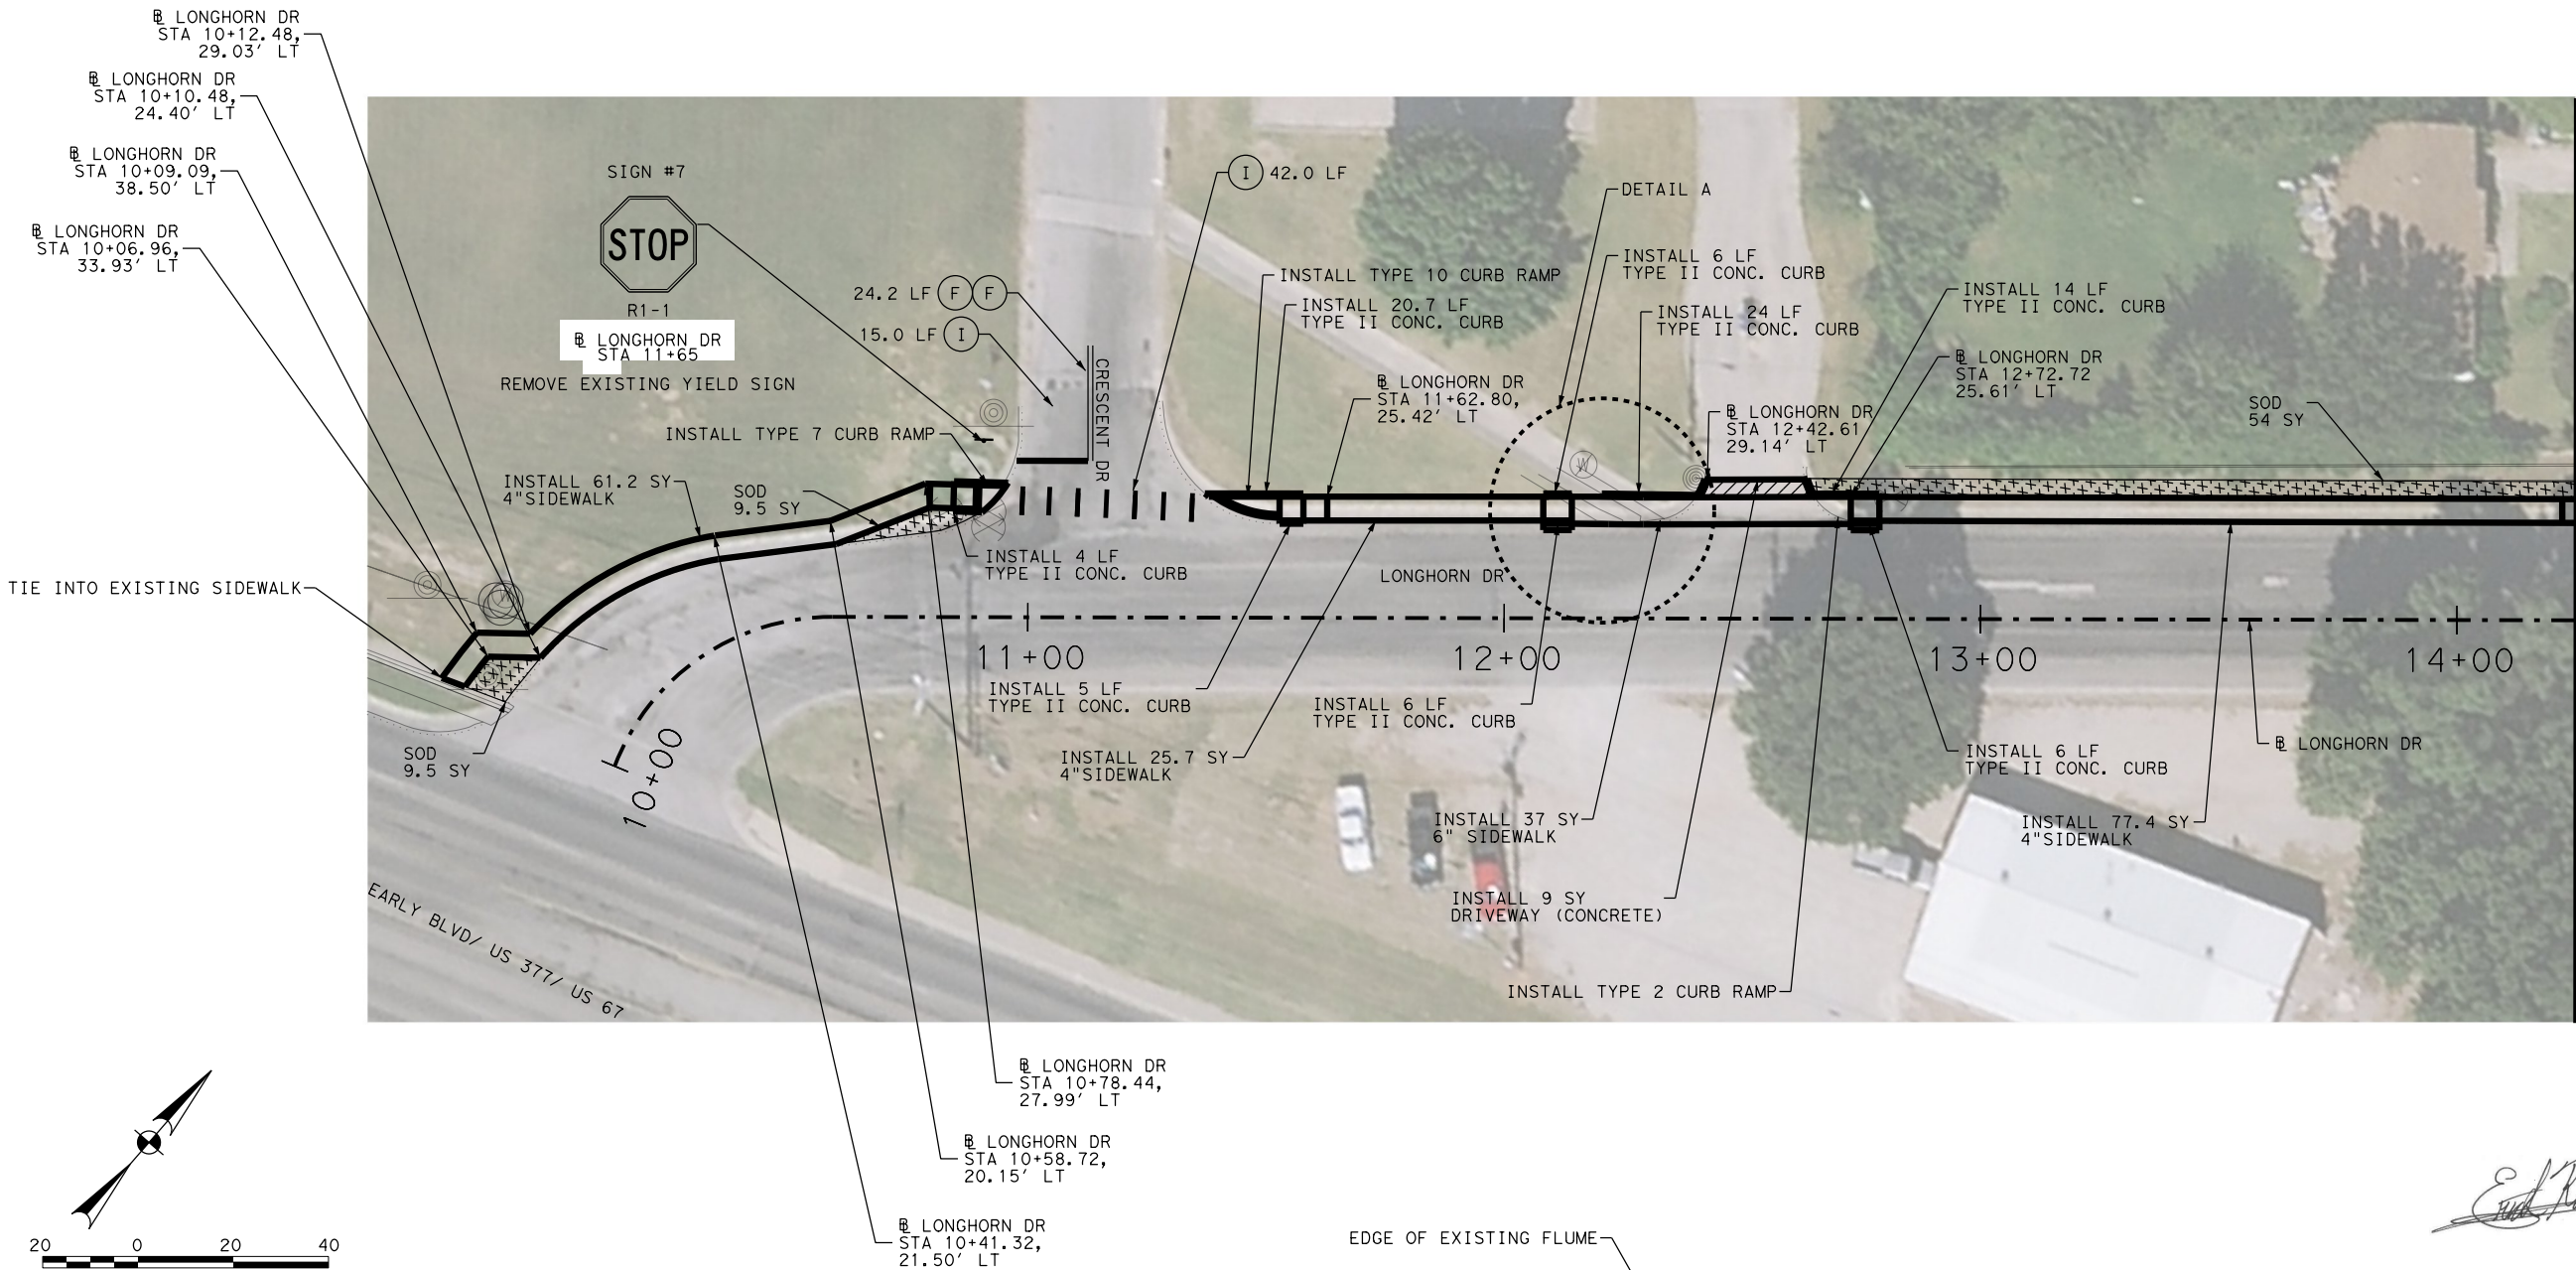 ℄ LONGHORN DR
STA 10+12.48,
29.03' LT
℄ LONGHORN DR
STA 10+10.48,
24.40' LT
℄ LONGHORN DR
STA 10+09.09,
38.50' LT
℄ LONGHORN DR
STA 10+06.96,
33.93' LT
SIGN #7
STOP
R1-1
℄ LONGHORN DR
STA 11+65
REMOVE EXISTING YIELD SIGN
24.2 LF F F
15.0 LF I
I 42.0 LF
CRESCENT DR
INSTALL TYPE 10 CURB RAMP
INSTALL 20.7 LF
TYPE II CONC. CURB
DETAIL A
INSTALL 6 LF
TYPE II CONC. CURB
INSTALL 24 LF
TYPE II CONC. CURB
INSTALL 14 LF
TYPE II CONC. CURB
℄ LONGHORN DR
STA 11+62.80,
25.42' LT
℄ LONGHORN DR
STA 12+42.61
29.14' LT
℄ LONGHORN DR
STA 12+72.72
25.61' LT
SOD
54 SY
INSTALL TYPE 7 CURB RAMP
INSTALL 61.2 SY
4"SIDEWALK
SOD
9.5 SY
INSTALL 4 LF
TYPE II CONC. CURB
LONGHORN DR
TIE INTO EXISTING SIDEWALK
10+00
11+00
12+00
13+00
14+00
INSTALL 5 LF
TYPE II CONC. CURB
INSTALL 6 LF
TYPE II CONC. CURB
SOD
9.5 SY
INSTALL 25.7 SY
4"SIDEWALK
INSTALL 6 LF
TYPE II CONC. CURB
℄ LONGHORN DR
INSTALL 37 SY
6" SIDEWALK
INSTALL 77.4 SY
4"SIDEWALK
INSTALL 9 SY
DRIVEWAY (CONCRETE)
EARLY BLVD/ US 377/ US 67
INSTALL TYPE 2 CURB RAMP
℄ LONGHORN DR
STA 10+78.44,
27.99' LT
℄ LONGHORN DR
STA 10+58.72,
20.15' LT
℄ LONGHORN DR
STA 10+41.32,
21.50' LT
20 0 20 40
EDGE OF EXISTING FLUME